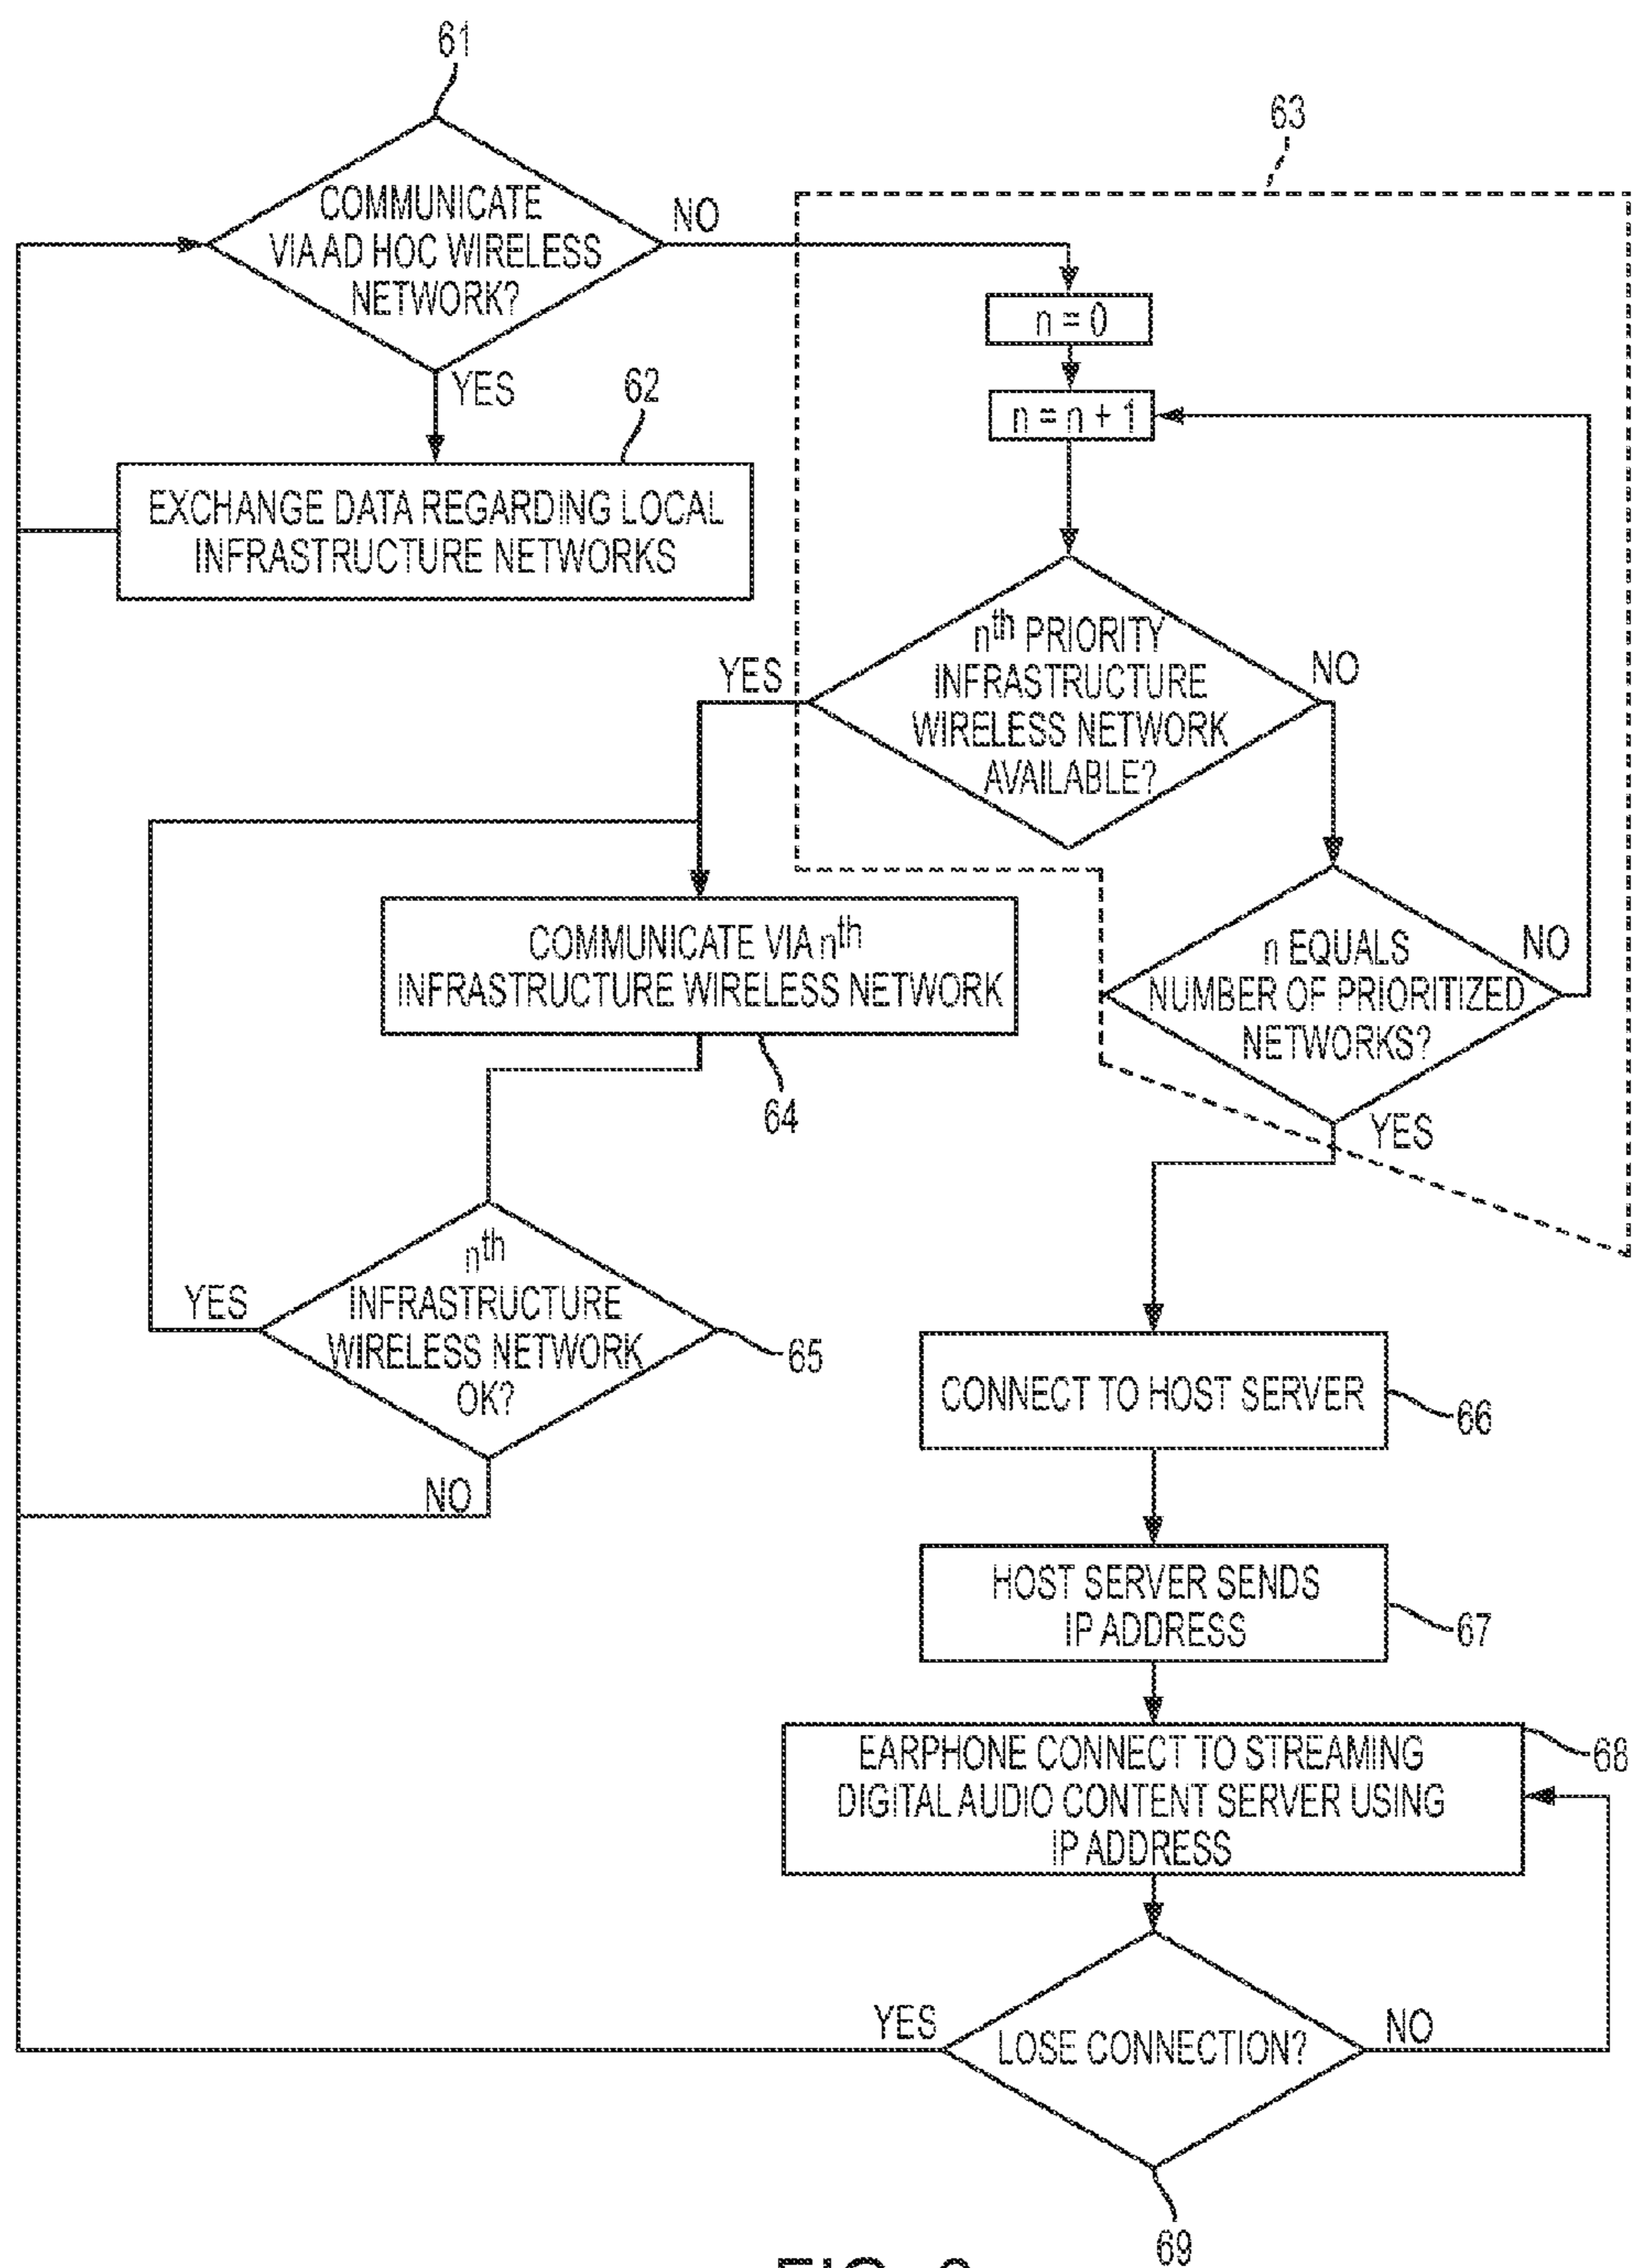 61
COMMUNICATE
VIA AD HOC WIRELESS
NETWORK?
NO
YES
62
EXCHANGE DATA REGARDING LOCAL
INFRASTRUCTURE NETWORKS
63
n = 0
n = n + 1
nth PRIORITY
INFRASTRUCTURE
WIRELESS NETWORK
AVAILABLE?
YES
NO
n EQUALS
NUMBER OF PRIORITIZED
NETWORKS?
NO
YES
COMMUNICATE VIA nth
INFRASTRUCTURE WIRELESS NETWORK
64
nth
INFRASTRUCTURE
WIRELESS NETWORK
OK?
YES
65
NO
CONNECT TO HOST SERVER
66
HOST SERVER SENDS
IP ADDRESS
67
EARPHONE CONNECT TO STREAMING
DIGITAL AUDIO CONTENT SERVER USING
IP ADDRESS
68
LOSE CONNECTION?
YES
NO
69
FIG.